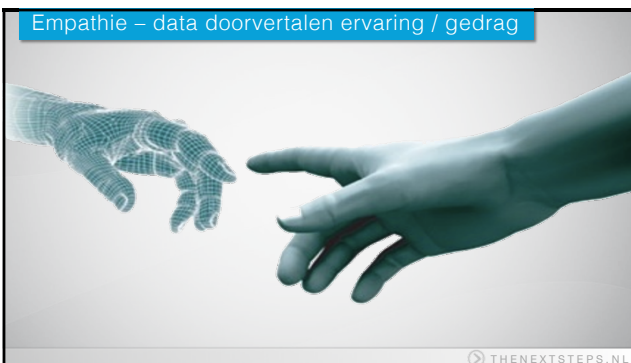 Empathie – data doorvertalen ervaring / gedrag
THENEXTSTEPS.NL